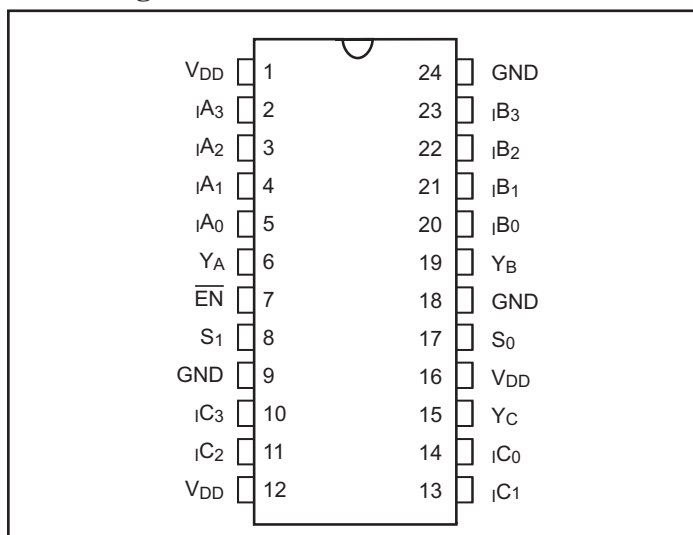 VDD 1 24 GND
IA3 2 23 IB3
IA2 3 22 IB2
IA1 4 21 IB1
IA0 5 20 IB0
YA 6 19 YB
EN 7 18 GND
S1 8 17 S0
GND 9 16 VDD
IC3 10 15 YC
IC2 11 14 IC0
VDD 12 13 IC1